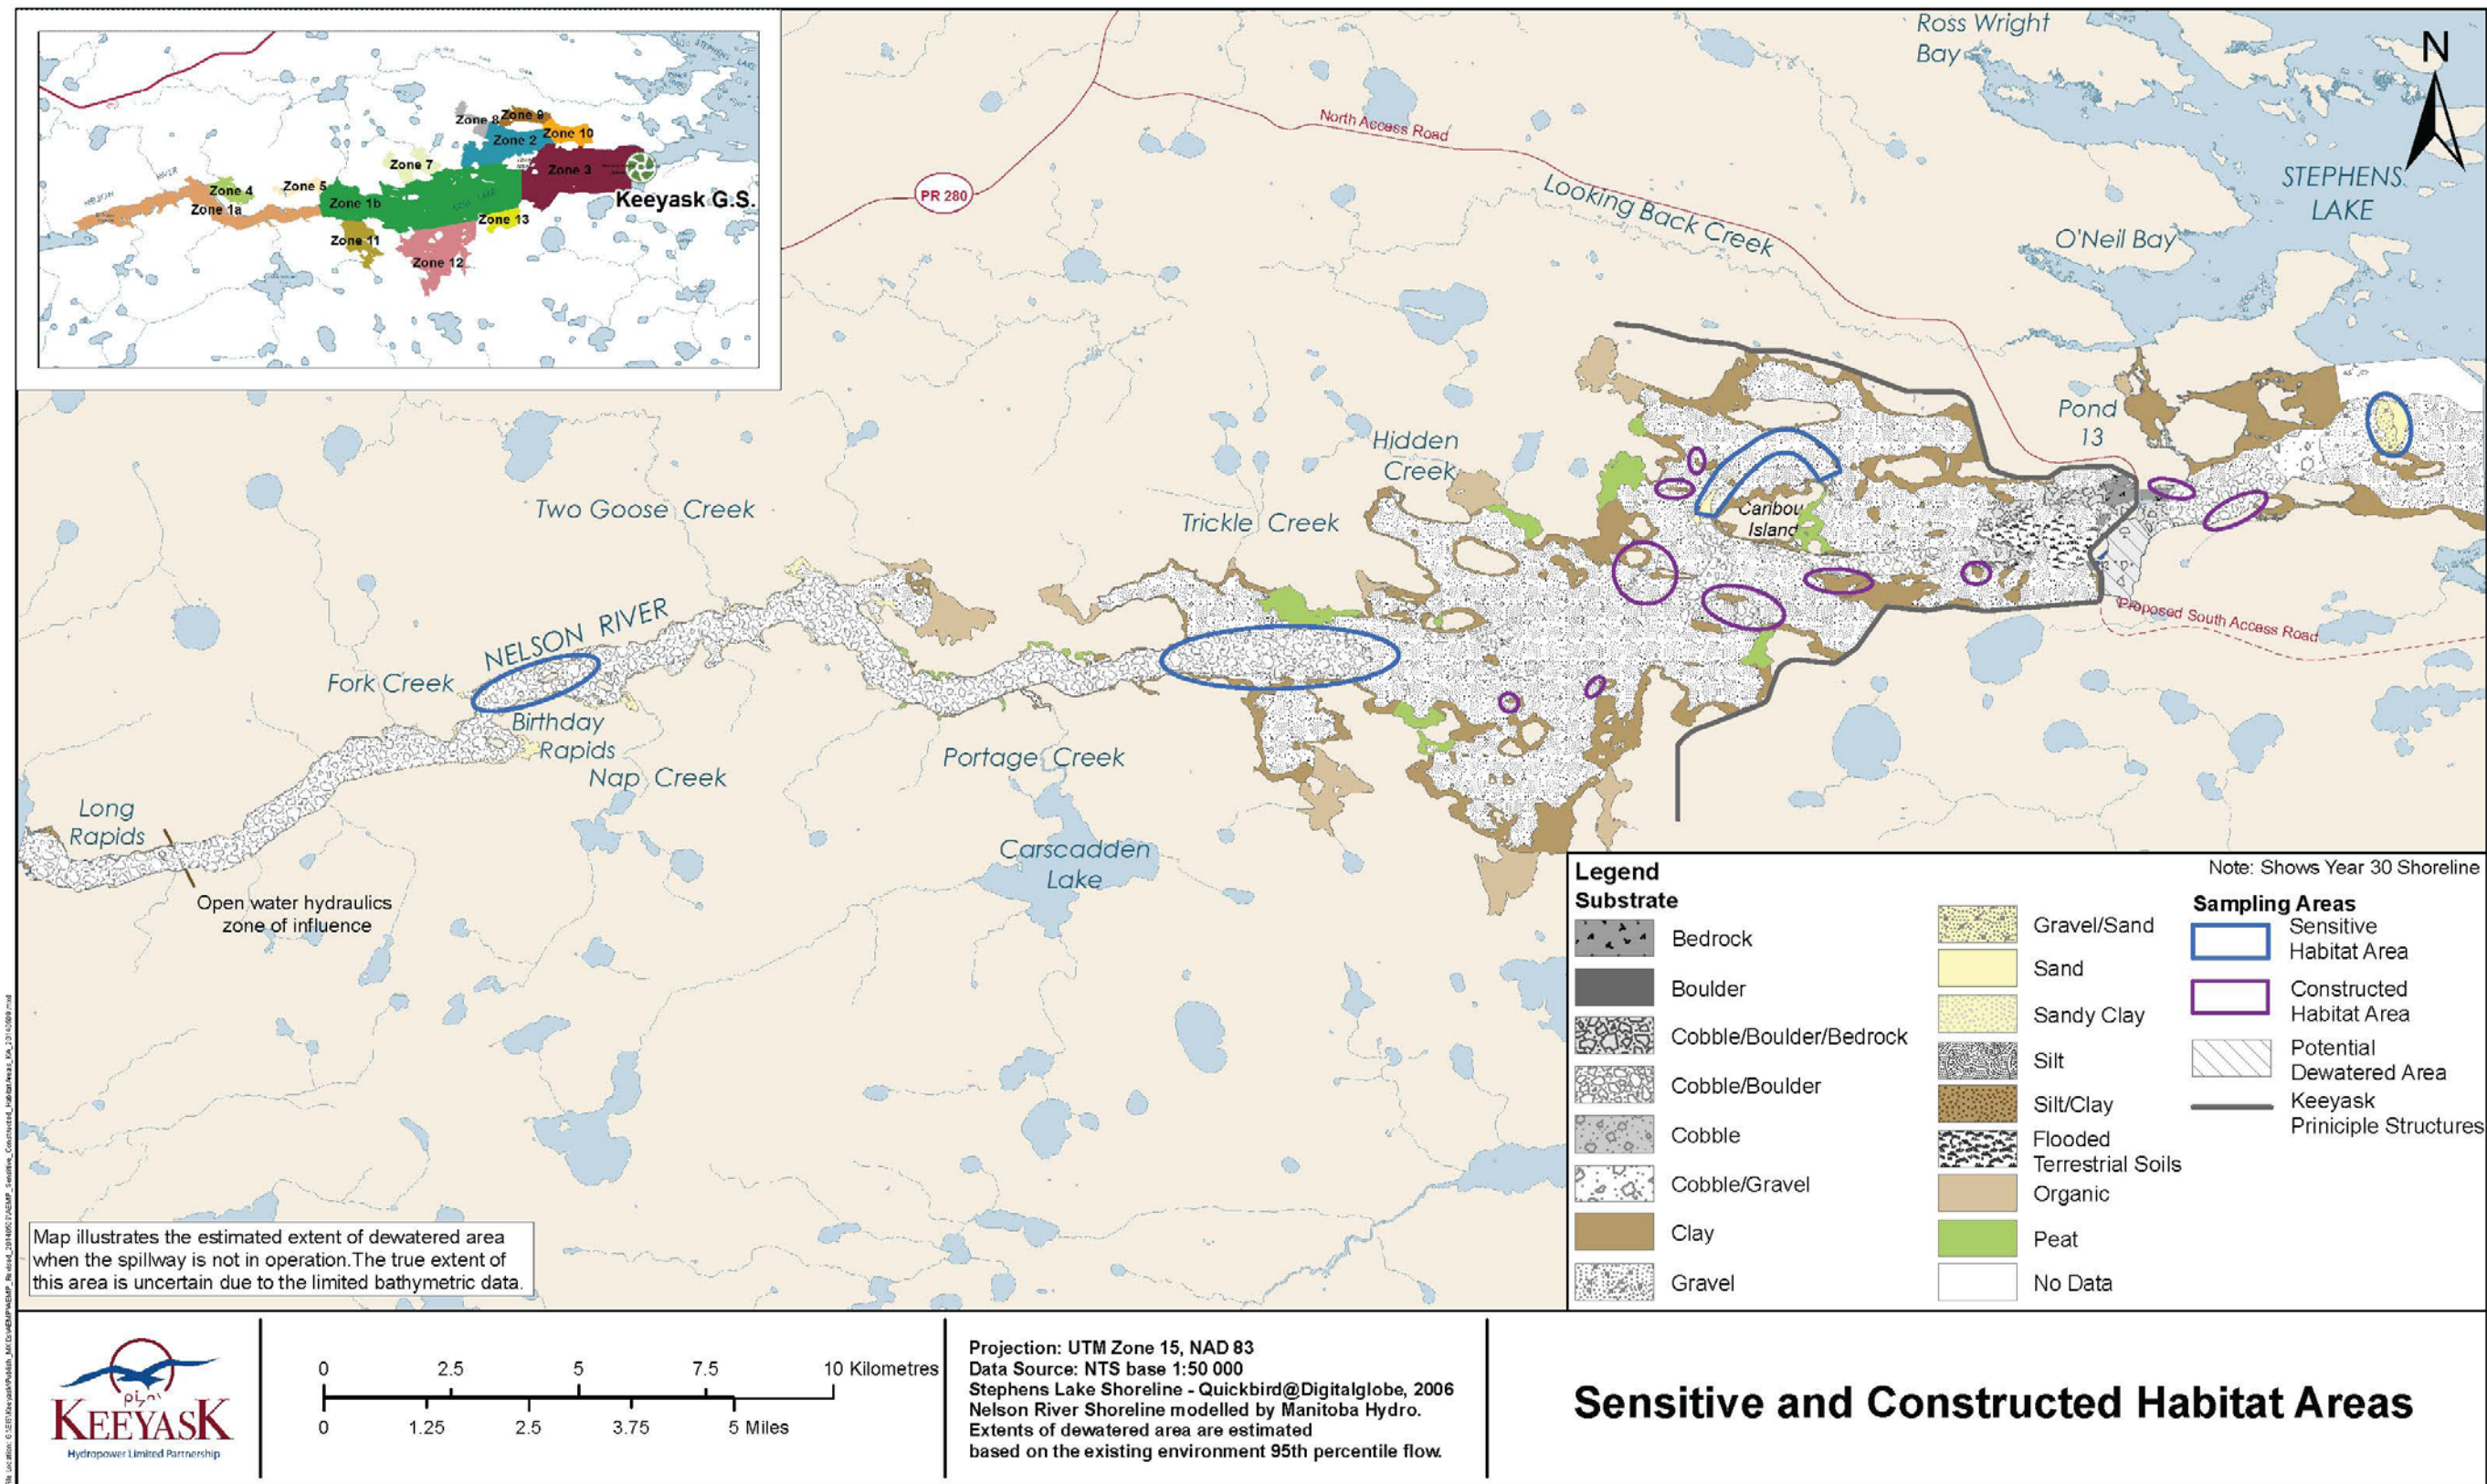 Zone 8
Zone 9
Zone 10
Zone 2
Zone 7
Zone 3
Zone 4
Zone 5
Zone 1a
Zone 1b
Keeyask G.S.
Zone 13
Zone 11
Zone 12
NELSON
RIVER
Ross Wright
Bay
N
North Access Road
PR 280
Looking Back Creek
STEPHENS
LAKE
O'Neil Bay
Pond
13
Hidden
Creek
Two Goose Creek
Trickle Creek
Caribou
Island
Proposed South Access Road
NELSON RIVER
Fork Creek
Birthday
Rapids
Nap Creek
Portage Creek
Long
Rapids
Carscadden
Lake
Open water hydraulics
zone of influence
Legend
Note: Shows Year 30 Shoreline
Substrate
Bedrock
Boulder
Cobble/Boulder/Bedrock
Cobble/Boulder
Cobble
Cobble/Gravel
Clay
Gravel
Gravel/Sand
Sand
Sandy Clay
Silt
Silt/Clay
Flooded
Terrestrial Soils
Organic
Peat
No Data
Sampling Areas
Sensitive
Habitat Area
Constructed
Habitat Area
Potential
Dewatered Area
Keeyask
Priniciple Structures
Map illustrates the estimated extent of dewatered area
when the spillway is not in operation.The true extent of
this area is uncertain due to the limited bathymetric data.
KEEYASK
Hydropower Limited Partnership
0 2.5 5 7.5 10 Kilometres
0 1.25 2.5 3.75 5 Miles
Projection: UTM Zone 15, NAD 83
Data Source: NTS base 1:50 000
Stephens Lake Shoreline - Quickbird@Digitalglobe, 2006
Nelson River Shoreline modelled by Manitoba Hydro.
Extents of dewatered area are estimated
based on the existing environment 95th percentile flow.
Sensitive and Constructed Habitat Areas